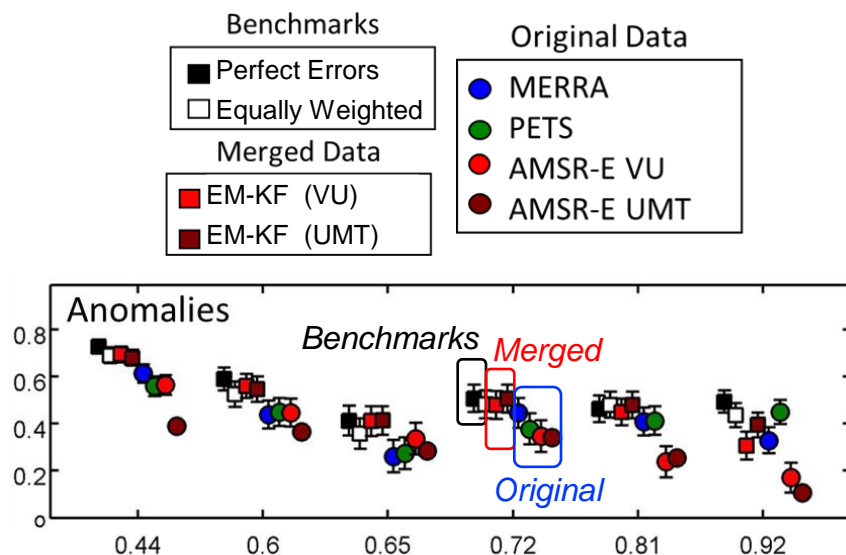 Benchmarks
Perfect Errors
Equally Weighted
Merged Data
EM-KF (VU)
EM-KF (UMT)
Original Data
MERRA
PETS
AMSR-E VU
AMSR-E UMT
Anomalies
Benchmarks
Merged
Original
0.8
0.6
0.4
0.2
0
0.44 0.6 0.65 0.72 0.81 0.92